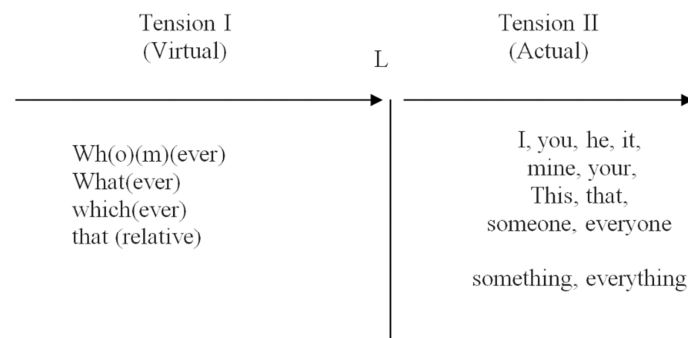 Tension I
(Virtual)
L
Tension II
(Actual)
Wh(o)(m)(ever)
What(ever)
which(ever)
that (relative)
I, you, he, it,
mine, your,
This, that,
someone, everyone
something, everything